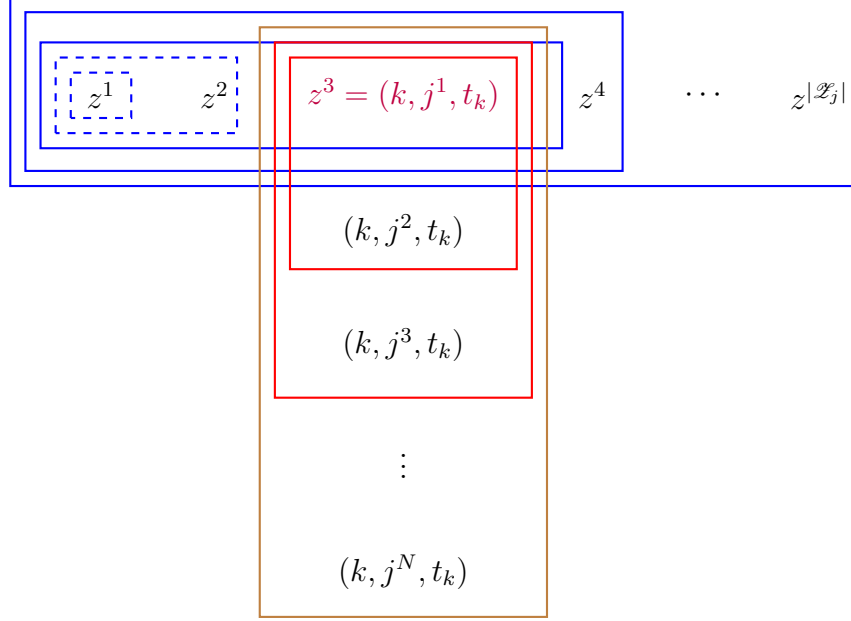 z^1 z^2 z^3 = (k, j^1, t_k) z^4 ⋯ z^{|𝒵_j|}
(k, j^2, t_k)
(k, j^3, t_k)
⋮
(k, j^N, t_k)